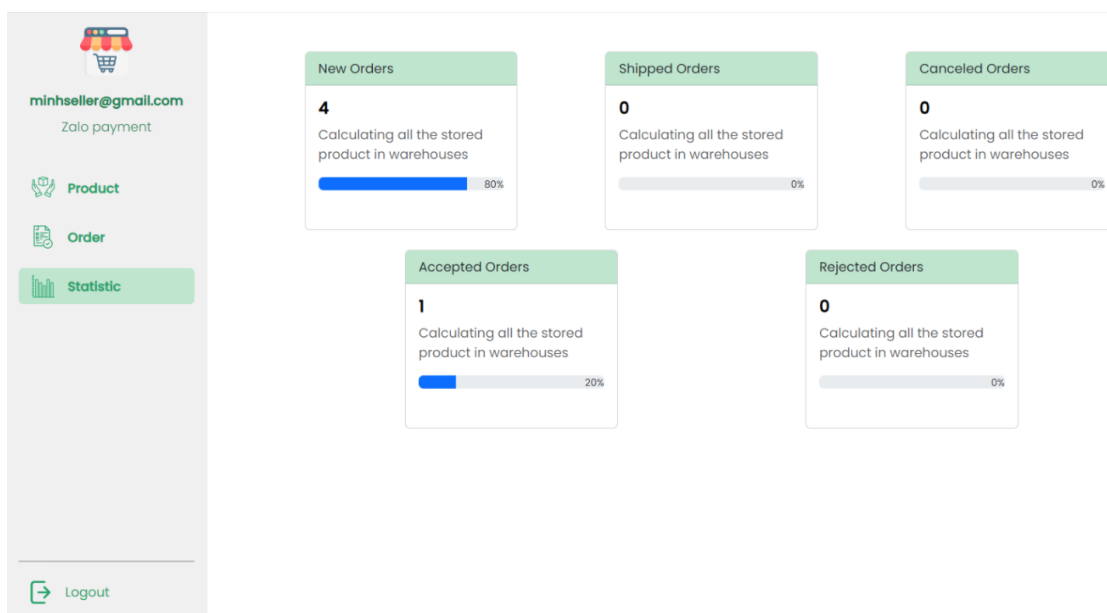 minhseller@gmail.com
Zalo payment
Product
Order
Statistic
Logout
New Orders
4
Calculating all the stored
product in warehouses
80%
Shipped Orders
0
Calculating all the stored
product in warehouses
0%
Canceled Orders
0
Calculating all the stored
product in warehouses
0%
Accepted Orders
1
Calculating all the stored
product in warehouses
20%
Rejected Orders
0
Calculating all the stored
product in warehouses
0%